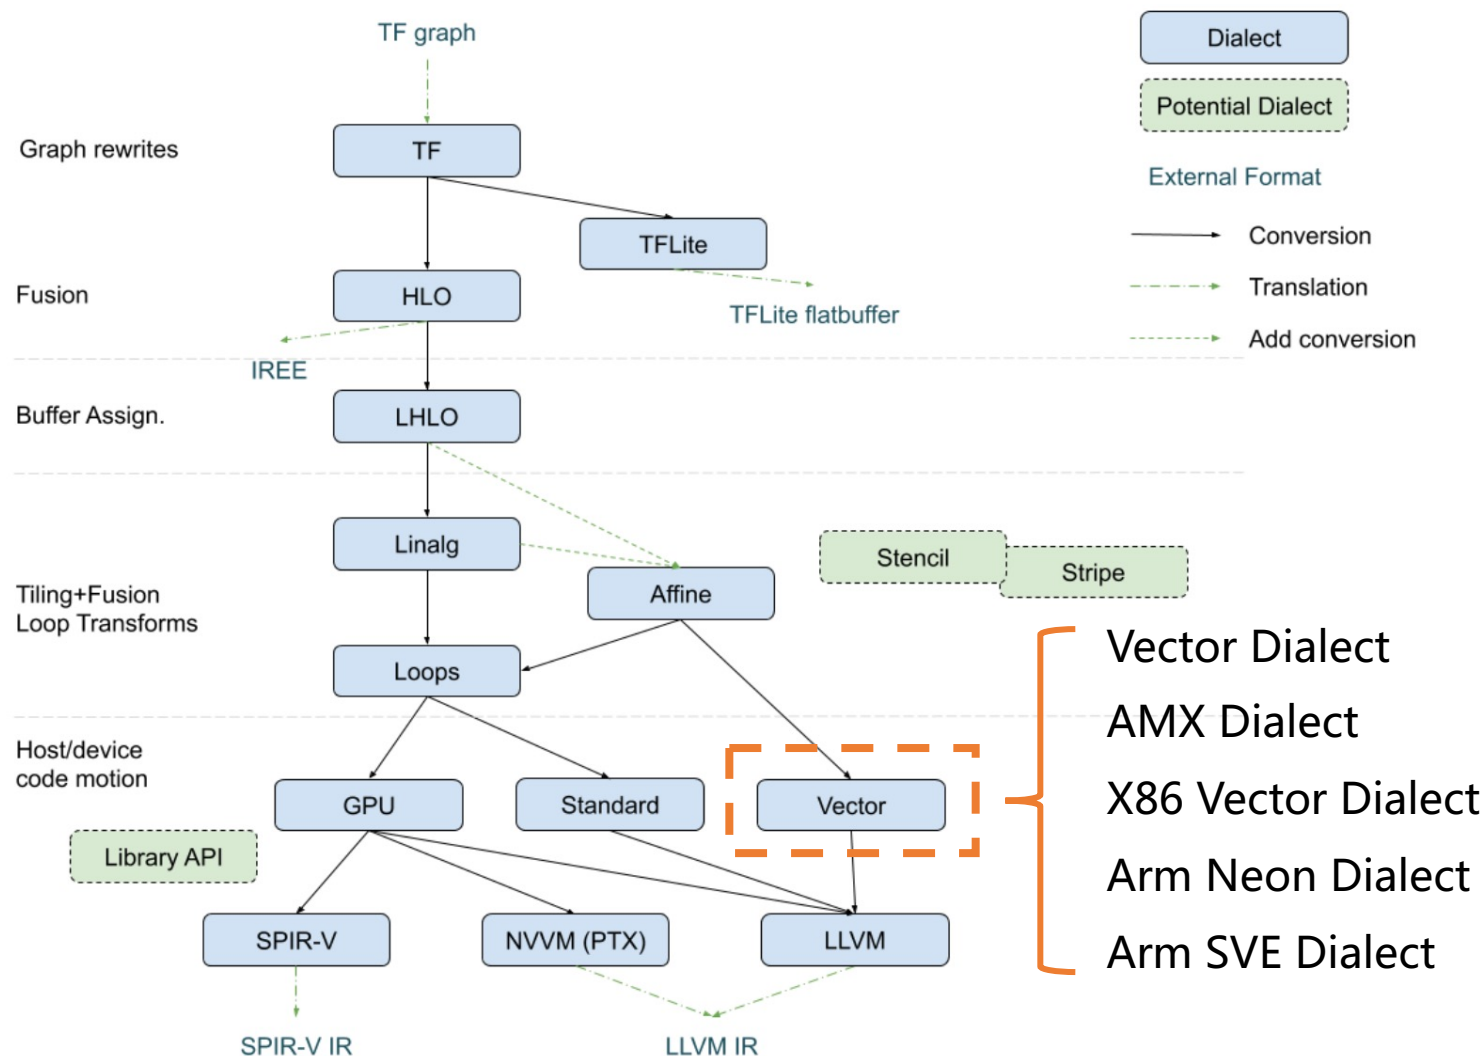 TF graph
Dialect
Potential Dialect
External Format
Conversion
Translation
Add conversion
Graph rewrites
TF
TFLite
TFLite flatbuffer
Fusion
HLO
IREE
Buffer Assign.
LHLO
Linalg
Affine
Stencil
Stripe
Tiling+Fusion
Loop Transforms
Loops
Host/device
code motion
GPU
Standard
Vector
Library API
SPIR-V
NVVM (PTX)
LLVM
SPIR-V IR
LLVM IR
Vector Dialect
AMX Dialect
X86 Vector Dialect
Arm Neon Dialect
Arm SVE Dialect